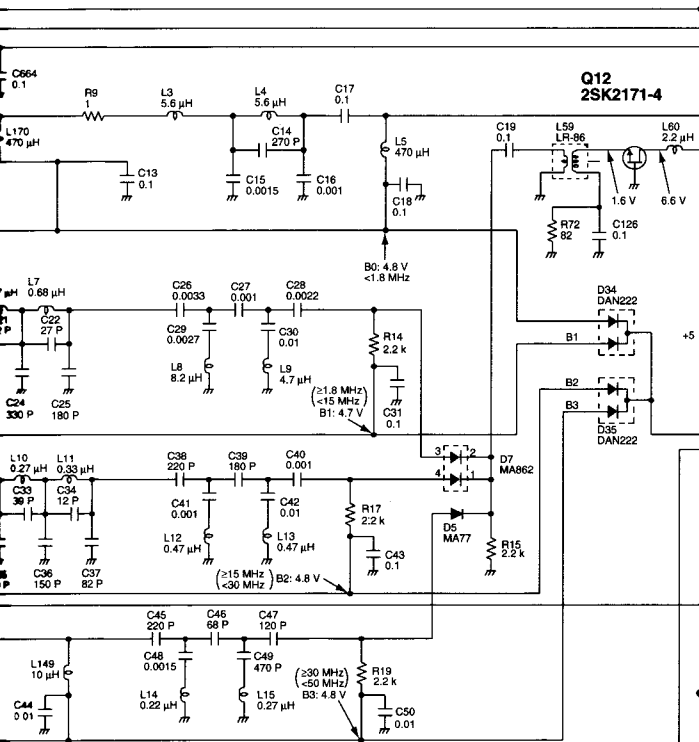 C664
0.1
R9
1
L3
5.6 µH
L4
5.6 µH
C17
0.1
Q12
2SK2171-4
L170
470 µH
C14
270 P
L5
470 µH
C19
0.1
L59
LR-86
L60
2.2 µH
C13
0.1
C15
0.0015
C16
0.001
C18
0.1
1.6 V
6.6 V
R72
82
C126
0.1
B0: 4.8 V
<1.8 MHz
L7
0.68 µH
µH
C22
27 P
P
C26
0.0033
C27
0.001
C28
0.0022
C29
0.0027
C30
0.01
R14
2.2 k
D34
DAN222
B1
+5
L8
8.2 µH
L9
4.7 µH
C24
330 P
C25
180 P
(≥1.8 MHz
<15 MHz)
B1: 4.7 V
C31
0.1
B2
B3
D35
DAN222
L10
0.27 µH
L11
0.33 µH
C33
39 P
C34
12 P
C38
220 P
C39
180 P
C40
0.001
3
2
4
1
D7
MA862
C41
0.001
C42
0.01
R17
2.2 k
D5
MA77
R15
2.2 k
L12
0.47 µH
L13
0.47 µH
C43
0.1
P
C36
150 P
C37
82 P
(≥15 MHz
<30 MHz) B2: 4.8 V
C45
220 P
C46
68 P
C47
120 P
C48
0.0015
C49
470 P
L149
10 µH
R19
2.2 k
(≥30 MHz
<50 MHz)
B3: 4.8 V
L14
0.22 µH
L15
0.27 µH
C44
0.01
C50
0.01